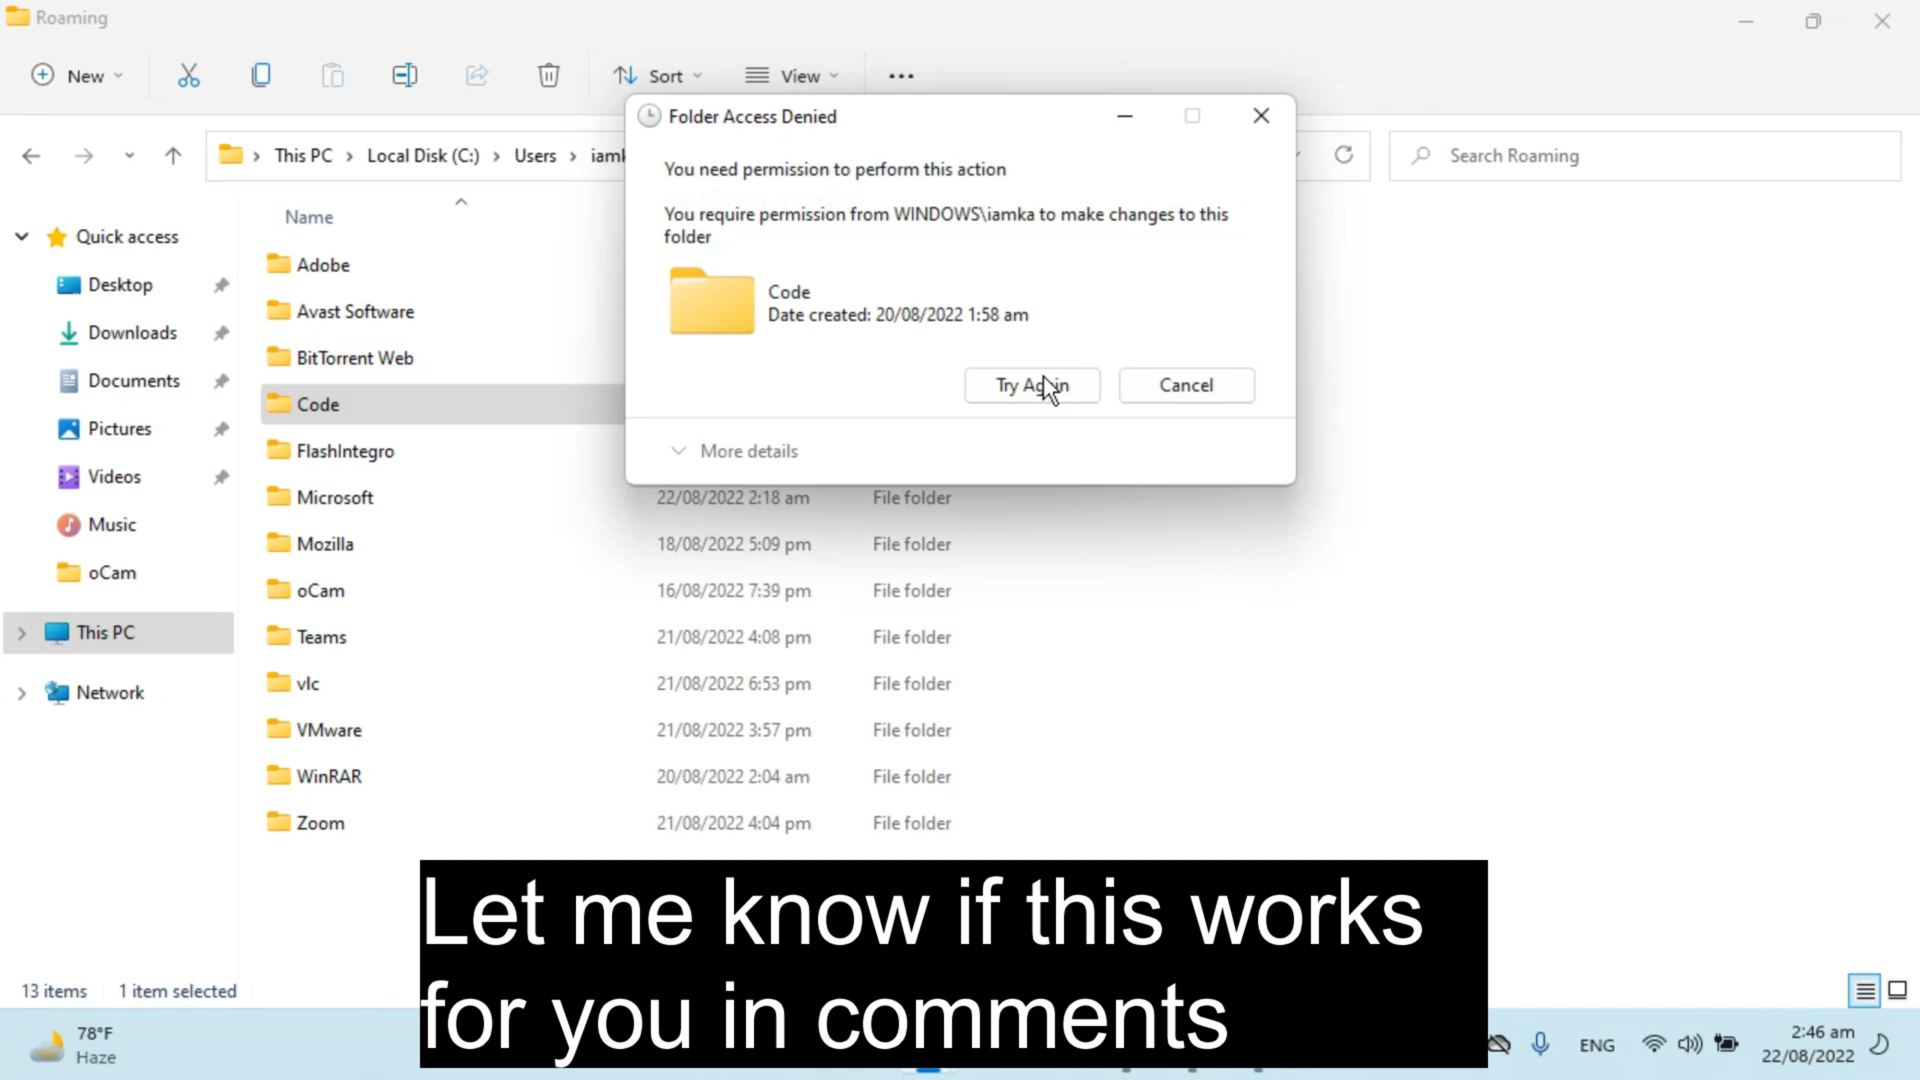 Roaming
New
Sort
View
Folder Access Denied
You need permission to perform this action
You require permission from WINDOWS\iamka to make changes to this
folder
Code
Date created: 20/08/2022 1:58 am
Try Again
Cancel
More details
This PC
Local Disk (C:)
Users
Search Roaming
Quick access
Desktop
Downloads
Documents
Pictures
Videos
Music
oCam
This PC
Network
Name
Adobe
Avast Software
BitTorrent Web
Code
FlashIntegro
Microsoft 22/08/2022 2:18 am File folder
Mozilla 18/08/2022 5:09 pm File folder
oCam 16/08/2022 7:39 pm File folder
Teams 21/08/2022 4:08 pm File folder
vlc 21/08/2022 6:53 pm File folder
VMware 21/08/2022 3:57 pm File folder
WinRAR 20/08/2022 2:04 am File folder
Zoom 21/08/2022 4:04 pm File folder
Let me know if this works
for you in comments
13 items 1 item selected
78°F
Haze
ENG
2:46 am
22/08/2022